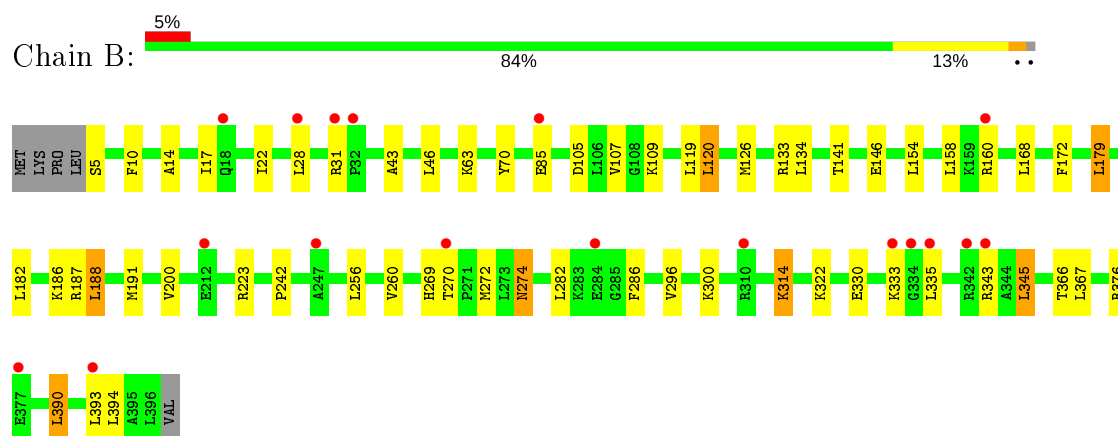 5%
Chain B:
84% 13% • •
MET LYS PRO LEU S5 F10 A14 I17 Q18 I22 L28 R31 P32 A43 L46 K63 Y70 E85 D105 L106 V107 G108 K109 L119 L120 M126 R133 L134 T141 E146 L154 L158 K159 R160 L168 F172 L179
L182 K186 R187 L188 M191 V200 E212 R223 P242 A247 L256 V260 H269 T270 P271 M272 L273 N274 L282 K283 E284 G285 F286 V296 K300 R310 K314 K322 E330 K333 G334 L335 R342 R343 A344 L345 T366 L367 R376
E377 L390 L393 L394 A395 L396 VAL